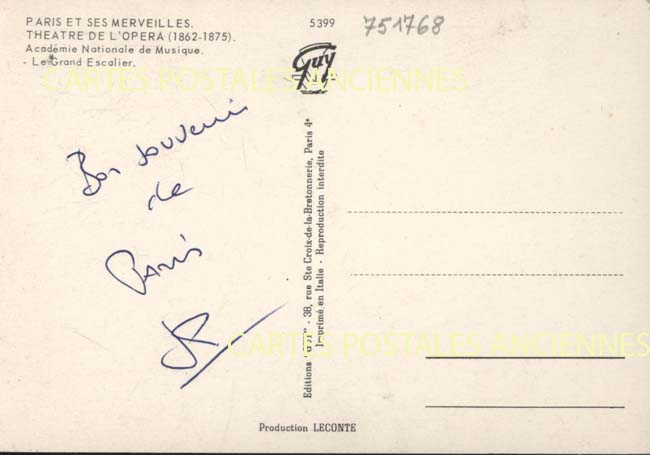 PARIS ET SES MERVEILLES.
THEATRE DE L'OPERA (1862-1875).
Académie Nationale de Musique.
- Le Grand Escalier.
5399
751768
Guy
CARTES POSTALES ANCIENNES
Bon souvenir
de
PARIS
Editions "GUY" - 38, rue Ste Croix-de-la-Bretonnerie, Paris 4e
Imprimé en Italie - Reproduction interdite
CARTES POSTALES ANCIENNES
Production LECONTE